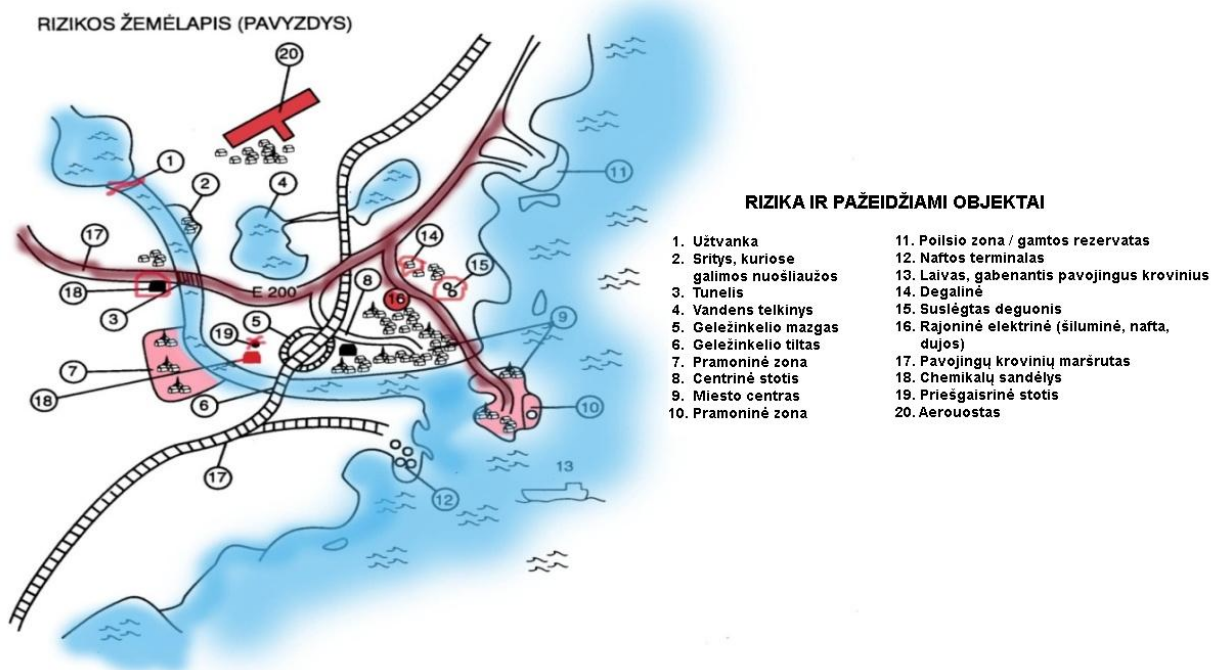 RIZIKOS ŽEMĖLAPIS (PAVYZDYS)
20
1
2
4
11
17
14
15
E 200
8
16
18
3
19
5
9
7
18
6
10
17
13
12
RIZIKA IR PAŽEIDŽIAMI OBJEKTAI
1. Užtvanka
2. Sritys, kuriose
galimos nuošliaužos
3. Tunelis
4. Vandens telkinys
5. Geležinkelio mazgas
6. Geležinkelio tiltas
7. Pramoninė zona
8. Centrinė stotis
9. Miesto centras
10. Pramoninė zona
11. Poilsio zona / gamtos rezervatas
12. Naftos terminalas
13. Laivas, gabenantis pavojingus krovinius
14. Degalinė
15. Suslėgtas deguonis
16. Rajoninė elektrinė (šiluminė, nafta,
dujos)
17. Pavojingų krovinių maršrutas
18. Chemikalų sandėlys
19. Priešgaisrinė stotis
20. Aerouostas